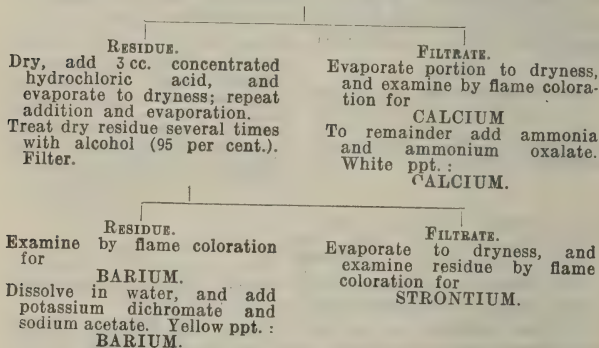 RESIDUE.
Dry, add 3 cc. concentrated
hydrochloric acid, and
evaporate to dryness; repeat
addition and evaporation.
Treat dry residue several times
with alcohol (95 per cent.).
Filter.
FILTRATE.
Evaporate portion to dryness,
and examine by flame colora-
tion for
CALCIUM
To remainder add ammonia
and ammonium oxalate.
White ppt. :
CALCIUM.
RESIDUE.
Examine by flame coloration
for
BARIUM.
Dissolve in water, and add
potassium dichromate and
sodium acetate. Yellow ppt. :
BARIUM.
FILTRATE.
Evaporate to dryness, and
examine residue by flame
coloration for
STRONTIUM.